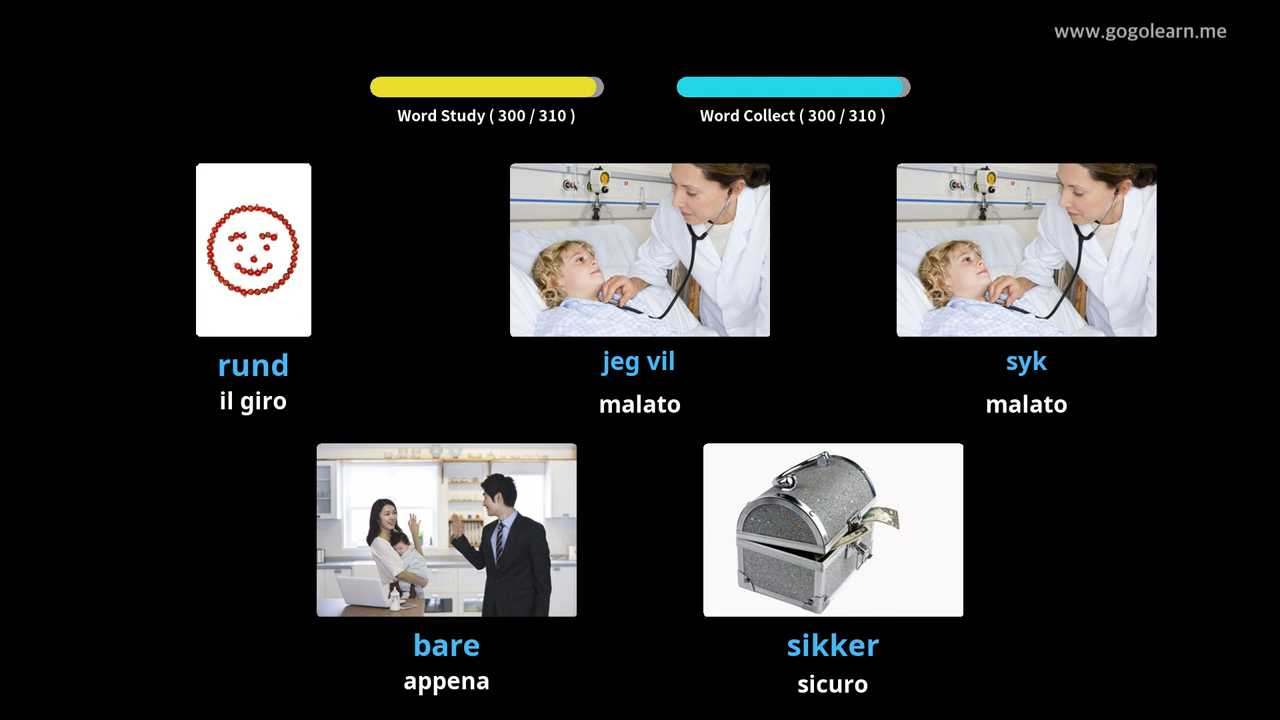 www.gogolearn.me
Word Study ( 300 / 310 )
Word Collect ( 300 / 310 )
rund
il giro
jeg vil
malato
syk
malato
bare
appena
sikker
sicuro